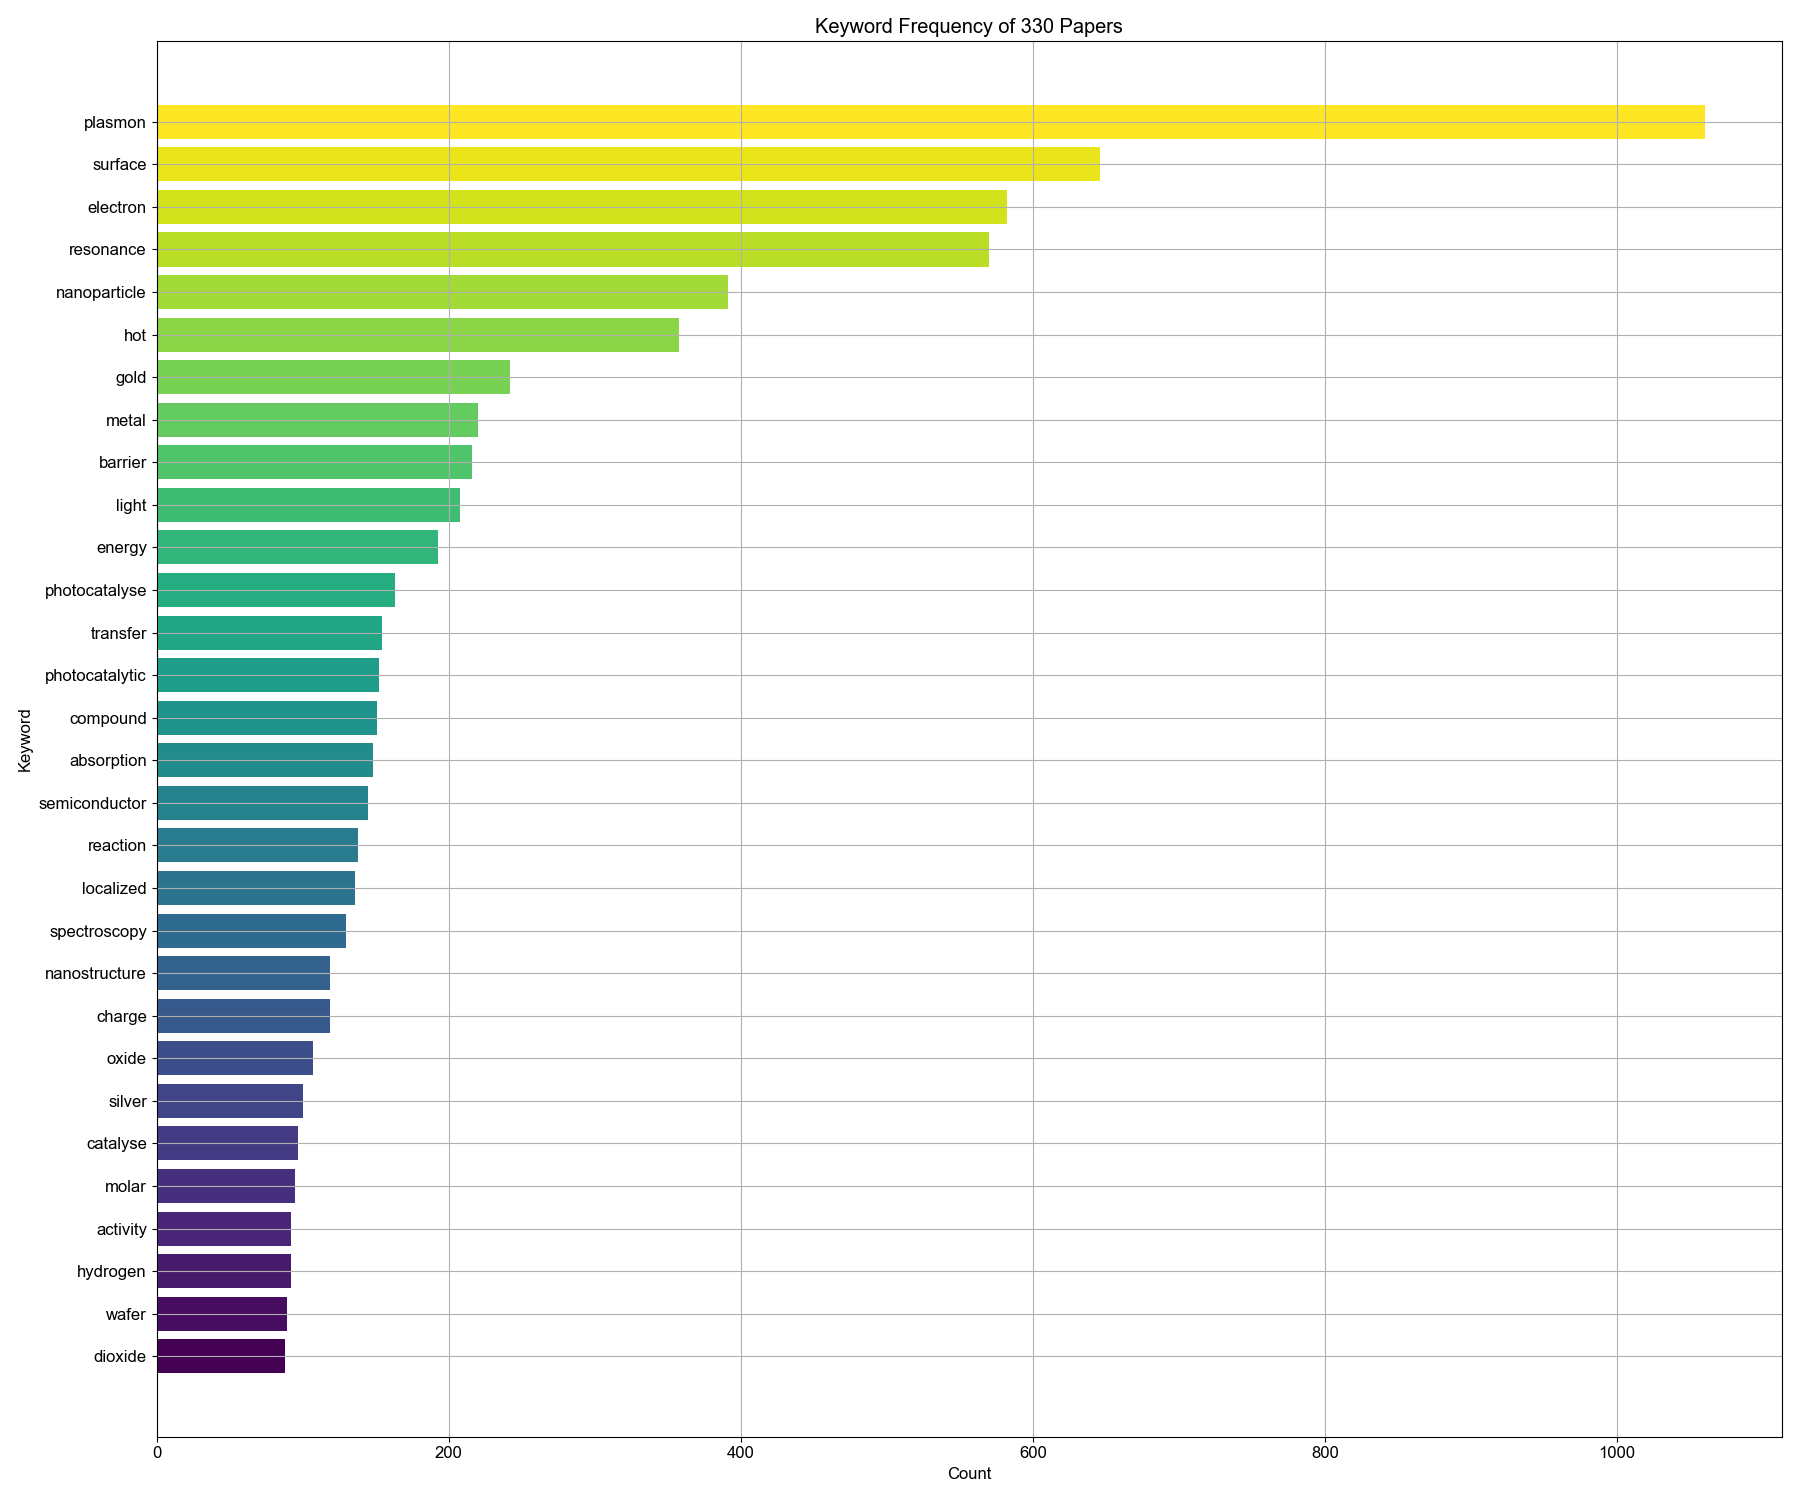 Keyword Frequency of 330 Papers
Keyword
plasmon
surface
electron
resonance
nanoparticle
hot
gold
metal
barrier
light
energy
photocatalyse
transfer
photocatalytic
compound
absorption
semiconductor
reaction
localized
spectroscopy
nanostructure
charge
oxide
silver
catalyse
molar
activity
hydrogen
wafer
dioxide
0 200 400 600 800 1000
Count